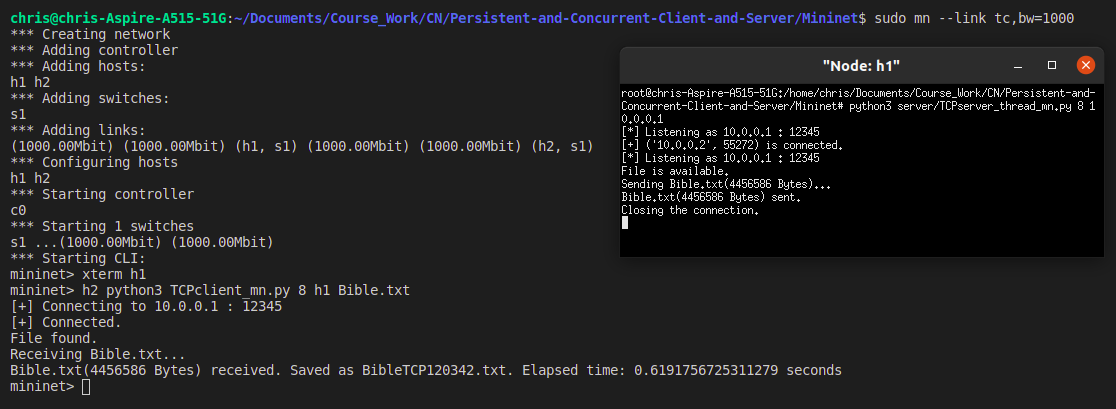 chris@chris-Aspire-A515-51G:~/Documents/Course_Work/CN/Persistent-and-Concurrent-Client-and-Server/Mininet$ sudo mn --link tc,bw=1000
*** Creating network
*** Adding controller
*** Adding hosts:
h1 h2
*** Adding switches:
s1
*** Adding links:
(1000.00Mbit) (1000.00Mbit) (h1, s1) (1000.00Mbit) (1000.00Mbit) (h2, s1)
*** Configuring hosts
h1 h2
*** Starting controller
c0
*** Starting 1 switches
s1 ...(1000.00Mbit) (1000.00Mbit)
*** Starting CLI:
mininet> xterm h1
mininet> h2 python3 TCPclient_mn.py 8 h1 Bible.txt
[+] Connecting to 10.0.0.1 : 12345
[+] Connected.
File found.
Receiving Bible.txt...
Bible.txt(4456586 Bytes) received. Saved as BibleTCP120342.txt. Elapsed time: 0.6191756725311279 seconds
mininet>
"Node: h1"
root@chris-Aspire-A515-51G:/home/chris/Documents/Course_Work/CN/Persistent-and-
Concurrent-Client-and-Server/Mininet# python3 server/TCPserver_thread_mn.py 8 1
0.0.0.1
[*] Listening as 10.0.0.1 : 12345
[+] ('10.0.0.2', 55272) is connected.
[*] Listening as 10.0.0.1 : 12345
File is available.
Sending Bible.txt(4456586 Bytes)...
Bible.txt(4456586 Bytes) sent.
Closing the connection.